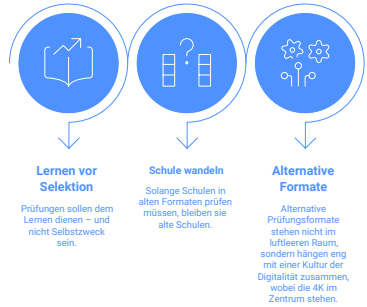 Lernen vor
Selektion
Prüfungen sollen dem
Lernen dienen – und
nicht Selbstzweck
sein.
Schule wandeln
Solange Schulen in
alten Formaten prüfen
müssen, bleiben sie
alte Schulen.
Alternative
Formate
Alternative
Prüfungsformate
stehen nicht im
luftleeren Raum,
sondern hängen eng
mit einer Kultur der
Digitalität zusammen,
wobei die 4K im
Zentrum stehen.